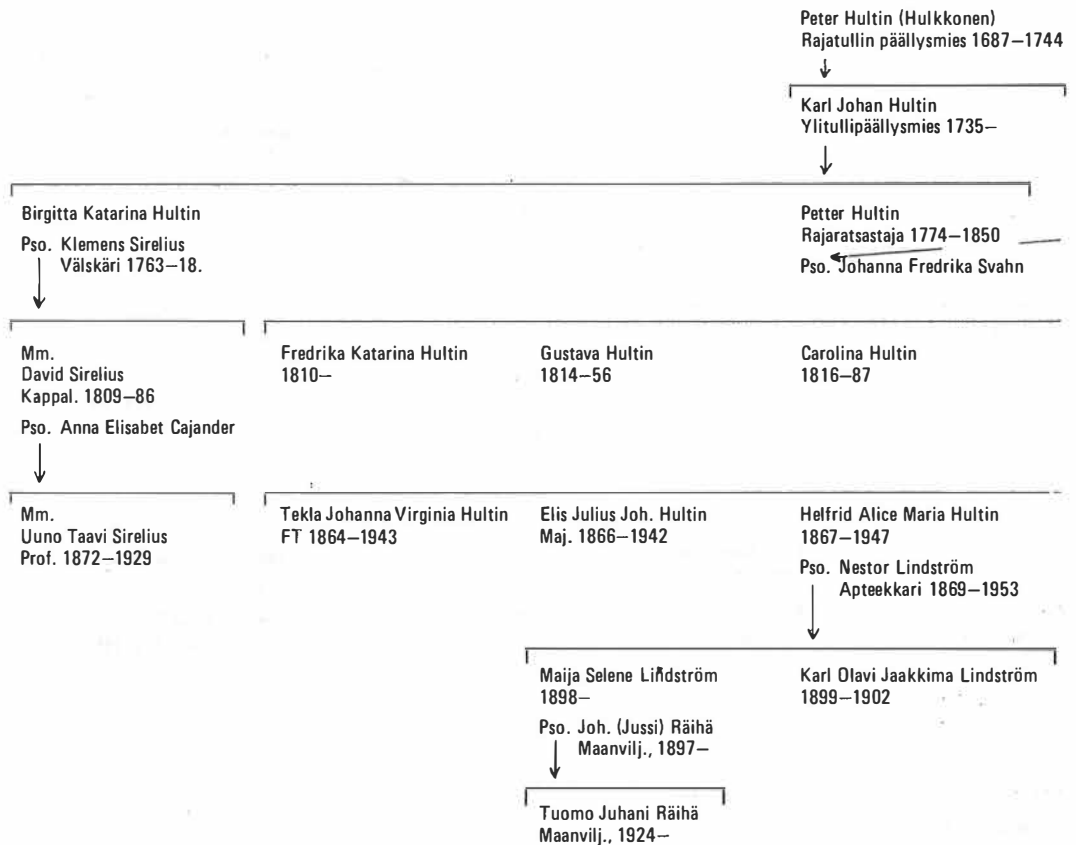 Peter Hultin (Hulkkonen)
Rajatullin päällysmies 1687–1744
Karl Johan Hultin
Ylitullipäällysmies 1735–
Birgitta Katarina Hultin
Pso. Klemens Sirelius
Välskäri 1763–18.
Petter Hultin
Rajaratsastaja 1774–1850
Pso. Johanna Fredrika Svahn
Mm.
David Sirelius
Kappal. 1809–86
Pso. Anna Elisabet Cajander
Fredrika Katarina Hultin
1810–
Gustava Hultin
1814–56
Carolina Hultin
1816–87
Mm.
Uuno Taavi Sirelius
Prof. 1872–1929
Tekla Johanna Virginia Hultin
FT 1864–1943
Elis Julius Joh. Hultin
Maj. 1866–1942
Helfrid Alice Maria Hultin
1867–1947
Pso. Nestor Lindström
Apteekkari 1869–1953
Maija Selene Lindström
1898–
Pso. Joh. (Jussi) Räihä
Maanvilj., 1897–
Karl Olavi Jaakkima Lindström
1899–1902
Tuomo Juhani Räihä
Maanvilj., 1924–